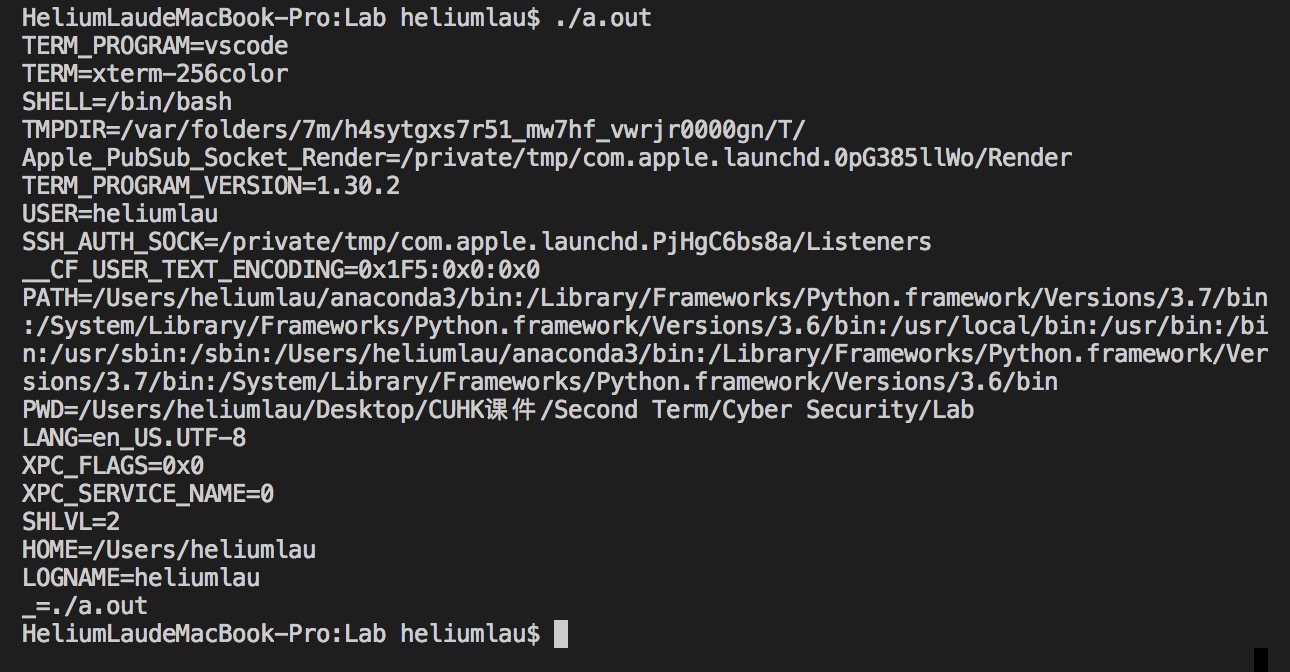 HeliumLaudeMacBook-Pro:Lab heliumlau$ ./a.out
TERM_PROGRAM=vscode
TERM=xterm-256color
SHELL=/bin/bash
TMPDIR=/var/folders/7m/h4sytgxs7r51_mw7hf_vwrjr0000gn/T/
Apple_PubSub_Socket_Render=/private/tmp/com.apple.launchd.0pG385llWo/Render
TERM_PROGRAM_VERSION=1.30.2
USER=heliumlau
SSH_AUTH_SOCK=/private/tmp/com.apple.launchd.PjHgC6bs8a/Listeners
__CF_USER_TEXT_ENCODING=0x1F5:0x0:0x0
PATH=/Users/heliumlau/anaconda3/bin:/Library/Frameworks/Python.framework/Versions/3.7/bin
:/System/Library/Frameworks/Python.framework/Versions/3.6/bin:/usr/local/bin:/usr/bin:/bi
n:/usr/sbin:/sbin:/Users/heliumlau/anaconda3/bin:/Library/Frameworks/Python.framework/Ver
sions/3.7/bin:/System/Library/Frameworks/Python.framework/Versions/3.6/bin
PWD=/Users/heliumlau/Desktop/CUHK课件/Second Term/Cyber Security/Lab
LANG=en_US.UTF-8
XPC_FLAGS=0x0
XPC_SERVICE_NAME=0
SHLVL=2
HOME=/Users/heliumlau
LOGNAME=heliumlau
_=./a.out
HeliumLaudeMacBook-Pro:Lab heliumlau$